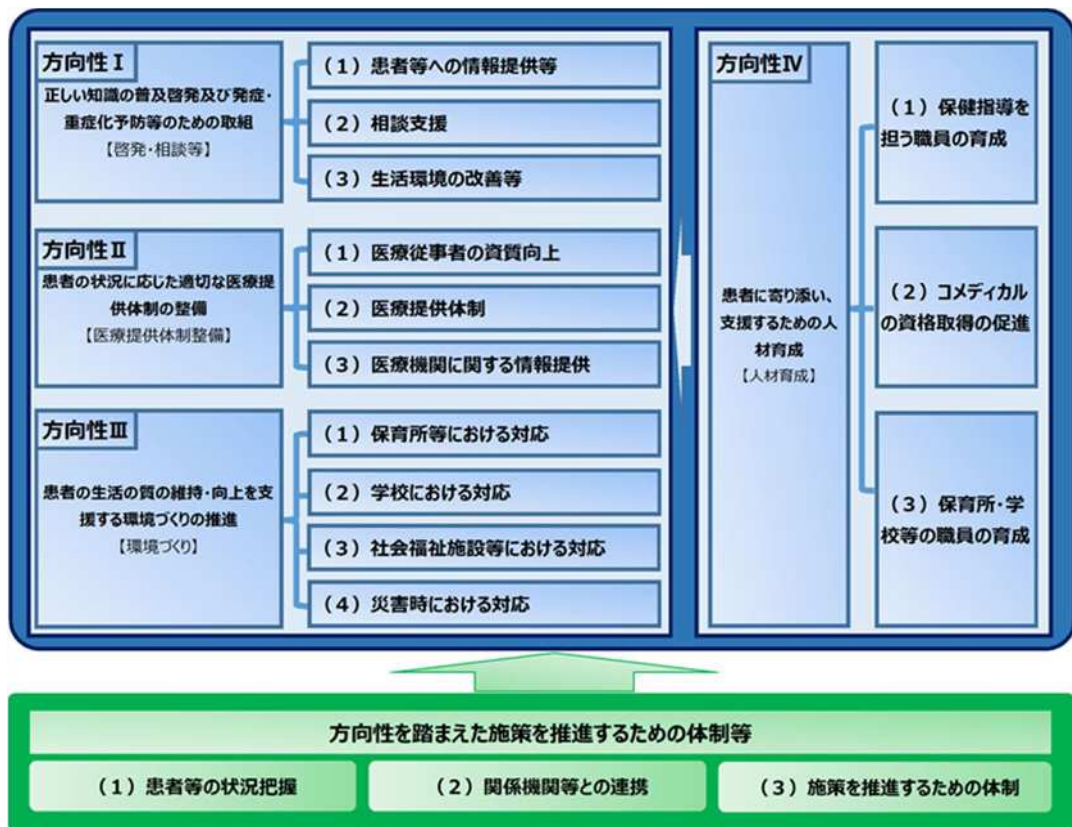 方向性Ⅰ
正しい知識の普及啓発及び発症・
重症化予防等のための取組
【啓発・相談等】
（1）患者等への情報提供等
（2）相談支援
（3）生活環境の改善等
方向性Ⅱ
患者の状況に応じた適切な医療提
供体制の整備
【医療提供体制整備】
（1）医療従事者の資質向上
（2）医療提供体制
（3）医療機関に関する情報提供
方向性Ⅲ
患者の生活の質の維持・向上を支
援する環境づくりの推進
【環境づくり】
（1）保育所等における対応
（2）学校における対応
（3）社会福祉施設等における対応
（4）災害時における対応
方向性Ⅳ
患者に寄り添い、
支援するための人
材育成
【人材育成】
（1）保健指導を
担う職員の育成
（2）コメディカル
の資格取得の促進
（3）保育所・学
校等の職員の育成
方向性を踏まえた施策を推進するための体制等
（1）患者等の状況把握
（2）関係機関等との連携
（3）施策を推進するための体制